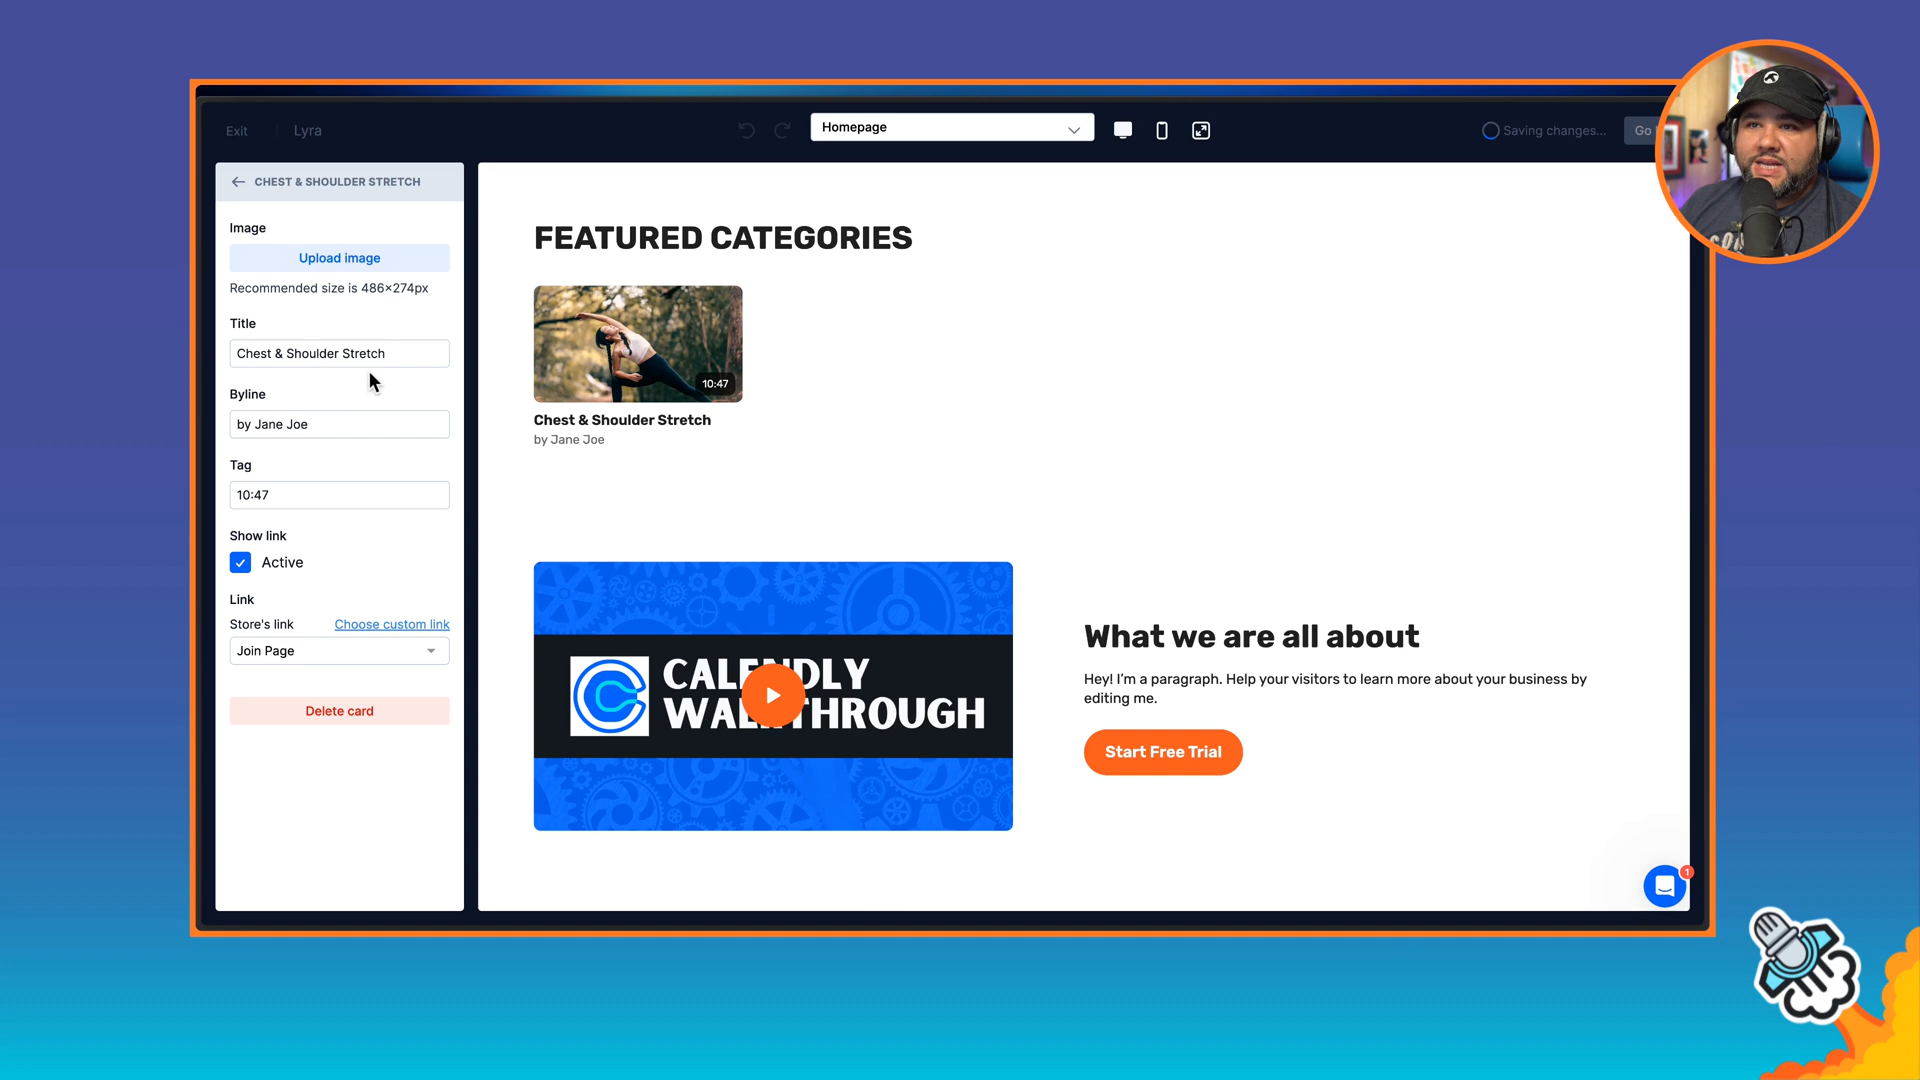 Exit
Lyra
Homepage
Saving changes...
Go
CHEST & SHOULDER STRETCH
Image
Upload image
Recommended size is 486×274px
Title
Chest & Shoulder Stretch
Byline
by Jane Joe
Tag
10:47
Show link
Active
Link
Store's link
Choose custom link
Join Page
Delete card
FEATURED CATEGORIES
10:47
Chest & Shoulder Stretch
by Jane Joe
What we are all about
Hey! I'm a paragraph. Help your visitors to learn more about your business by
editing me.
Start Free Trial
1